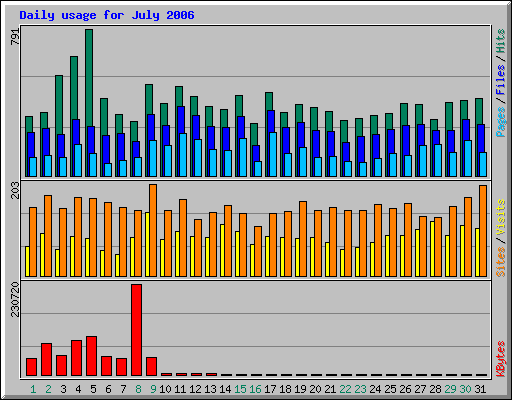 Daily usage for July 2006
791
Pages / Files / Hits
203
Sites / Visits
230720
KBytes
1 2 3 4 5 6 7 8 9 10 11 12 13 14 15 16 17 18 19 20 21 22 23 24 25 26 27 28 29 30 31